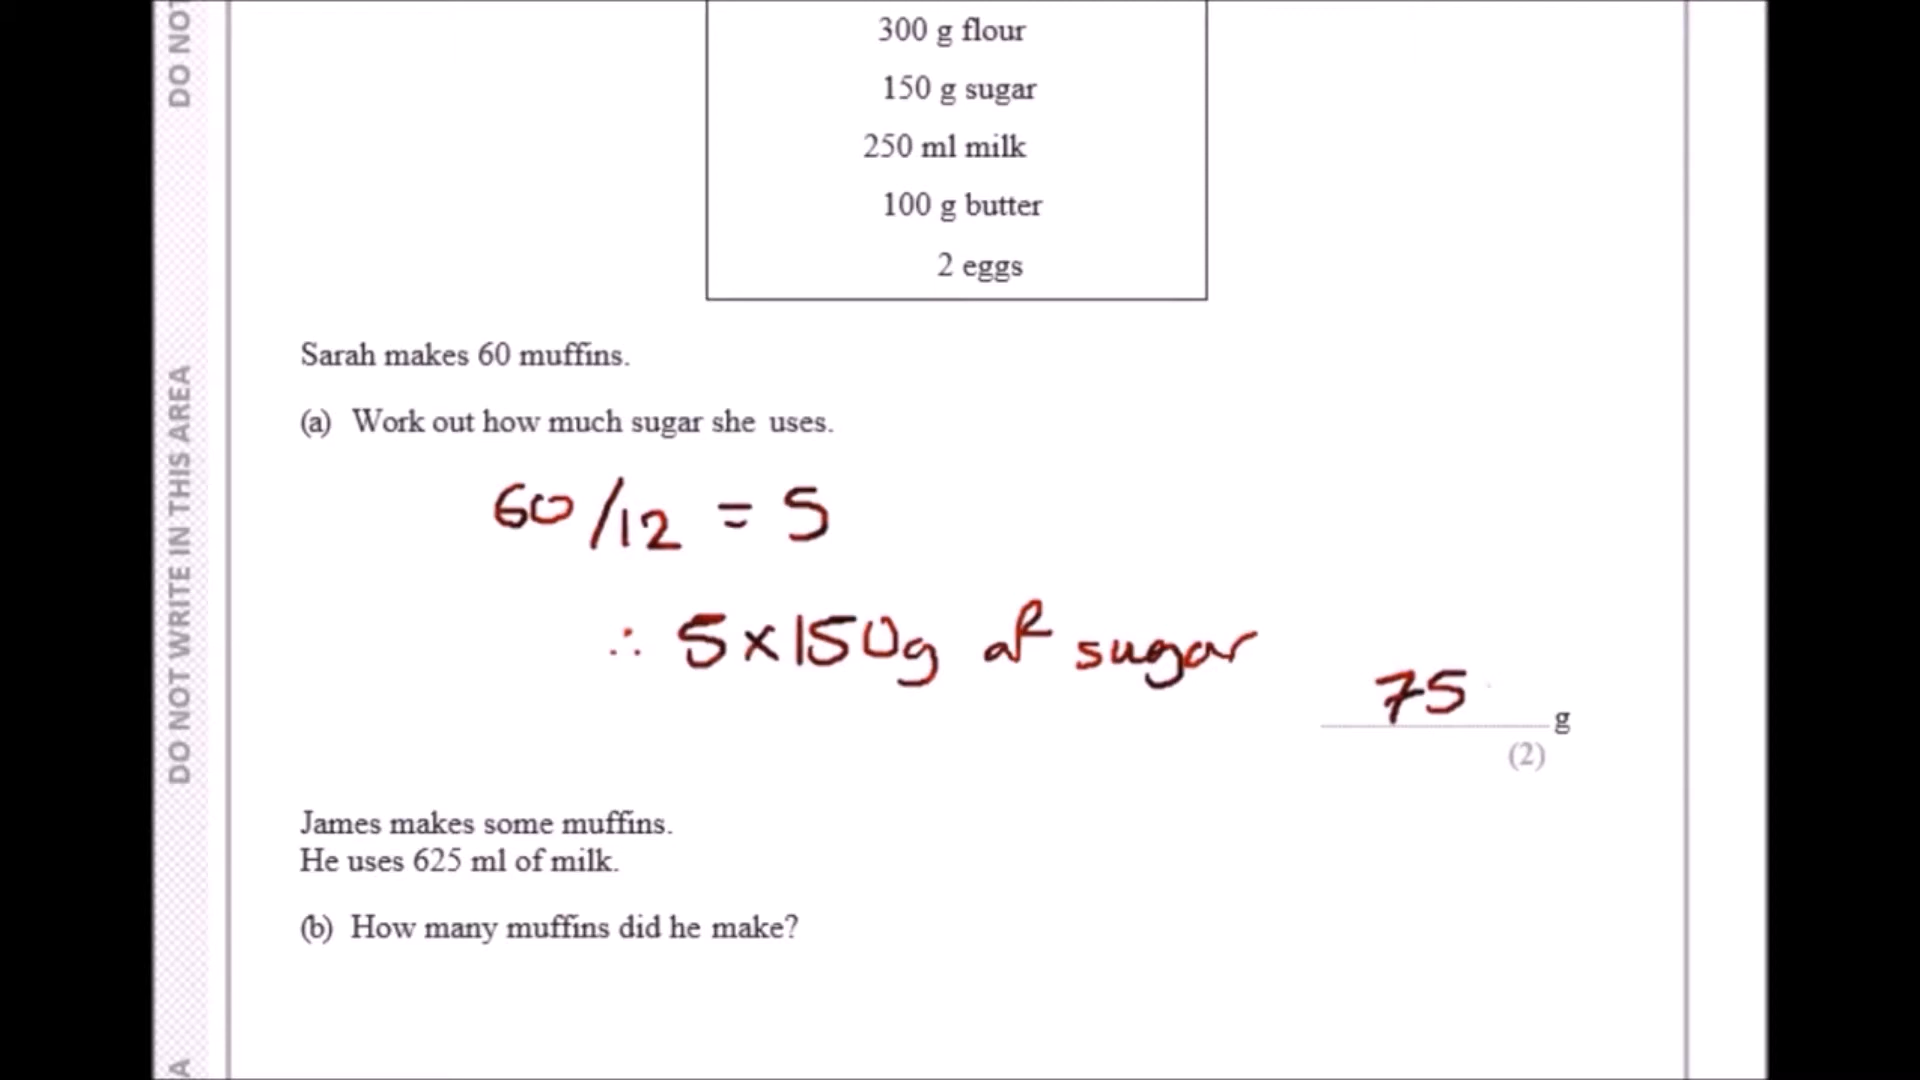 DO NOT
300 g flour
150 g sugar
250 ml milk
100 g butter
2 eggs
Sarah makes 60 muffins.
(a) Work out how much sugar she uses.
60/12 = 5
∴ 5×150g of sugar
75 g
(2)
DO NOT WRITE IN THIS AREA
James makes some muffins.
He uses 625 ml of milk.
(b) How many muffins did he make?
A